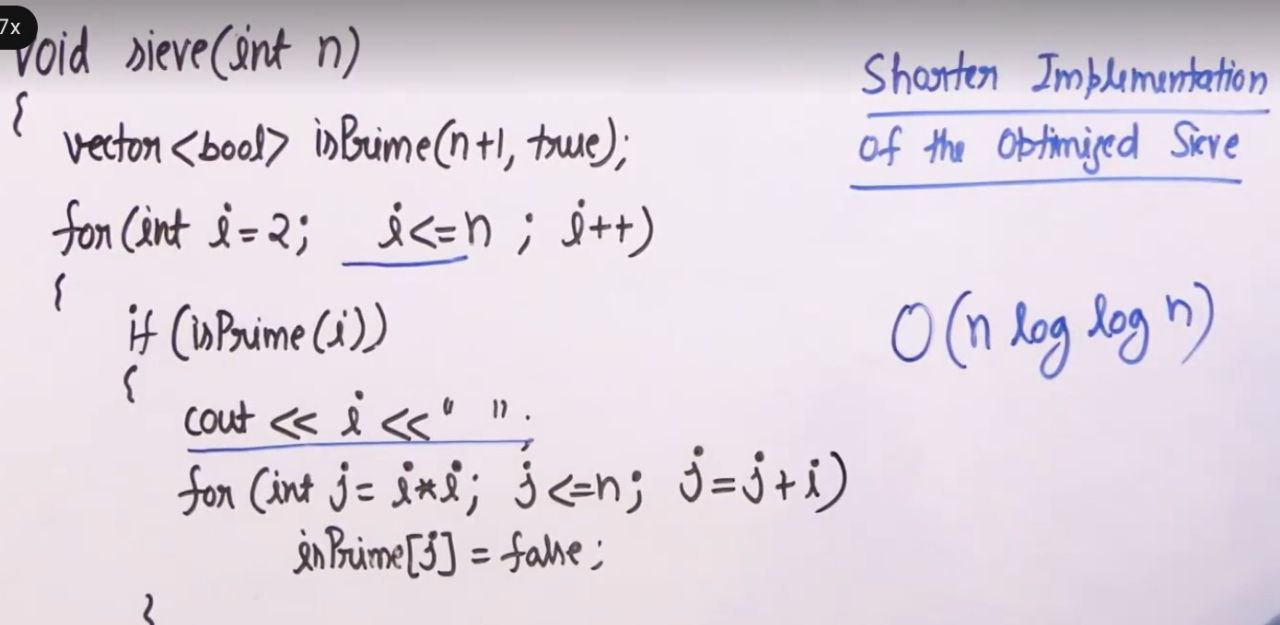 7x
void sieve(int n)
{
vector<bool> isPrime(n+1, true);
for(int i=2; i<=n ; i++)
{
if (isPrime(i))
{
cout << i <<" ";
for (int j= i*i; j<=n; j=j+i)
isPrime[j] = false;
}
Shorter Implementation
of the Optimized Sieve
O(n log log n)